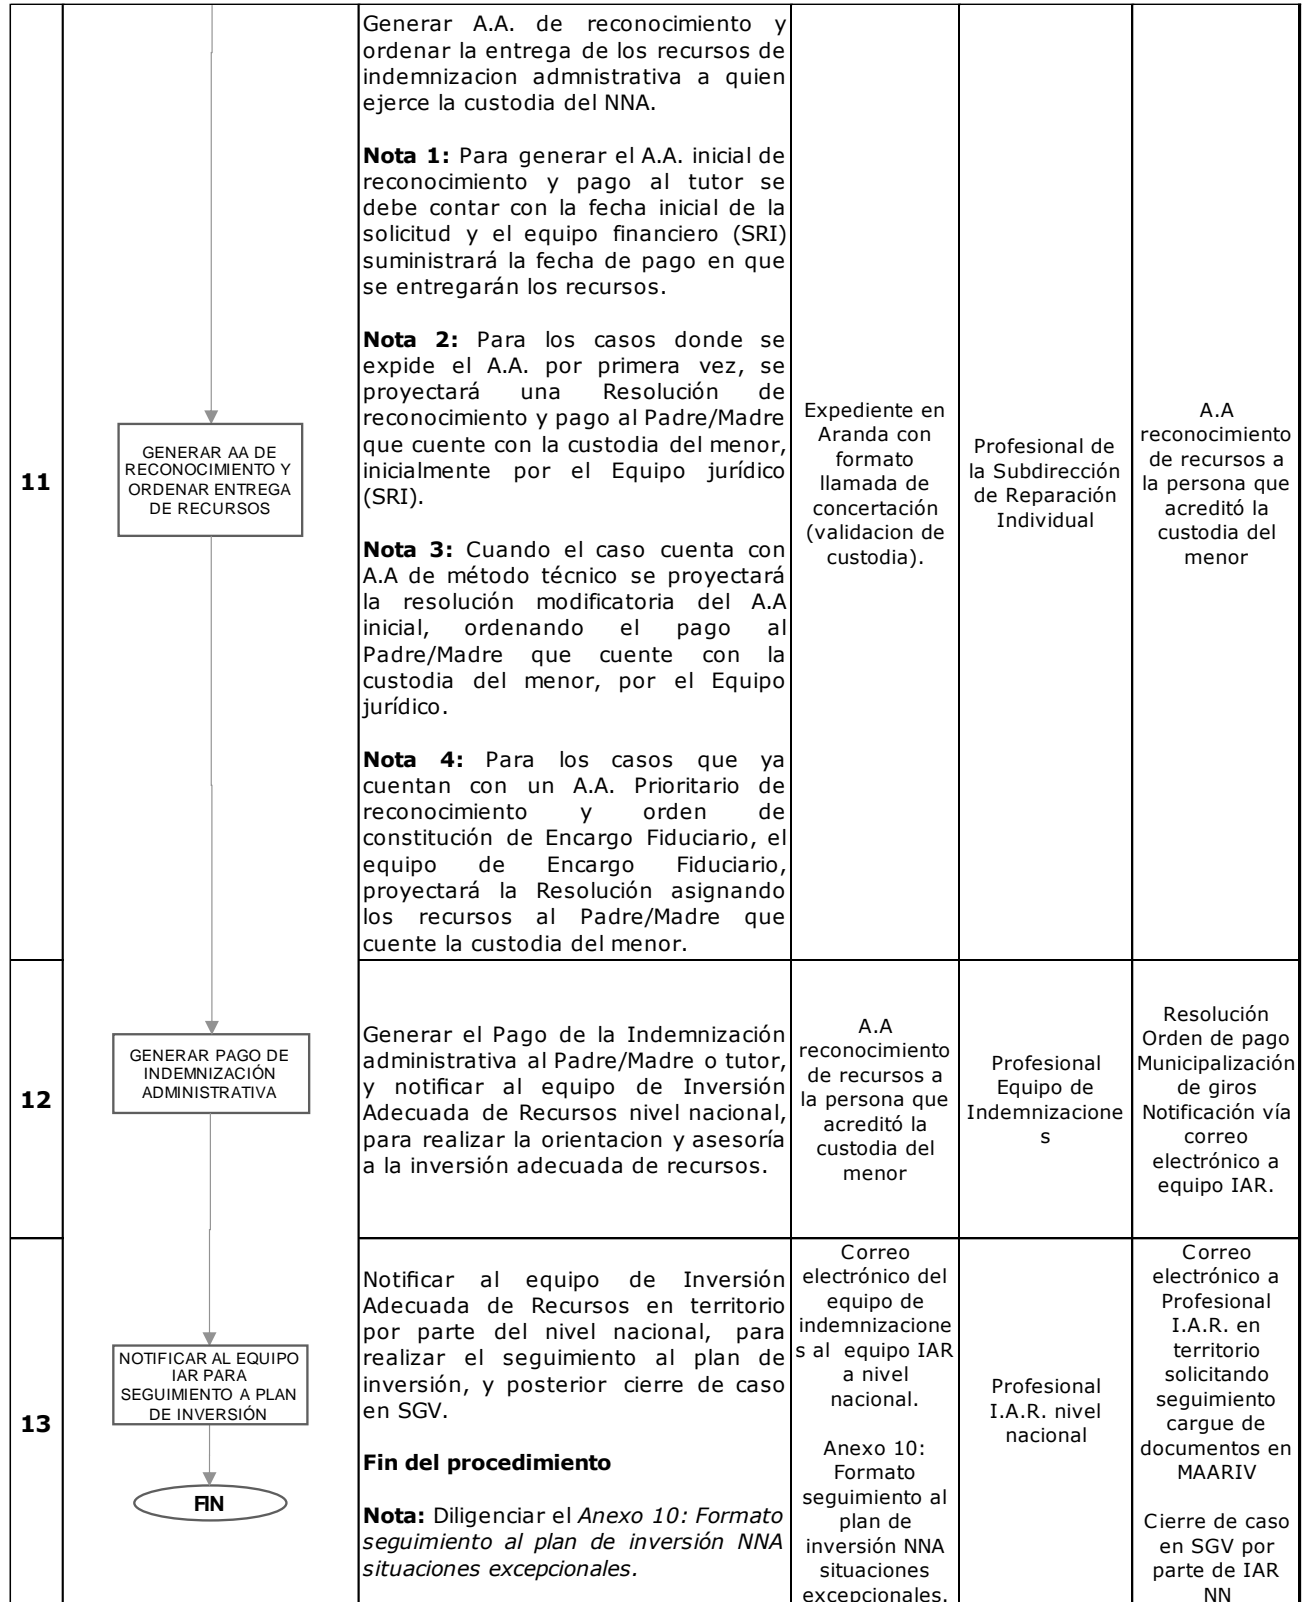 11
GENERAR AA DE
RECONOCIMIENTO Y
ORDENAR ENTREGA
DE RECURSOS
Generar A.A. de reconocimiento y
ordenar la entrega de los recursos de
indemnizacion admnistrativa a quien
ejerce la custodia del NNA.
Nota 1: Para generar el A.A. inicial de
reconocimiento y pago al tutor se
debe contar con la fecha inicial de la
solicitud y el equipo financiero (SRI)
suministrará la fecha de pago en que
se entregarán los recursos.
Nota 2: Para los casos donde se
expide el A.A. por primera vez, se
proyectará una Resolución de
reconocimiento y pago al Padre/Madre
que cuente con la custodia del menor,
inicialmente por el Equipo jurídico
(SRI).
Nota 3: Cuando el caso cuenta con
A.A de método técnico se proyectará
la resolución modificatoria del A.A
inicial, ordenando el pago al
Padre/Madre que cuente con la
custodia del menor, por el Equipo
jurídico.
Nota 4: Para los casos que ya
cuentan con un A.A. Prioritario de
reconocimiento y orden de
constitución de Encargo Fiduciario, el
equipo de Encargo Fiduciario,
proyectará la Resolución asignando
los recursos al Padre/Madre que
cuente la custodia del menor.
Expediente en
Aranda con
formato
llamada de
concertación
(validacion de
custodia).
Profesional de
la Subdirección
de Reparación
Individual
A.A
reconocimiento
de recursos a
la persona que
acreditó la
custodia del
menor
12
GENERAR PAGO DE
INDEMNIZACIÓN
ADMINISTRATIVA
Generar el Pago de la Indemnización
administrativa al Padre/Madre o tutor,
y notificar al equipo de Inversión
Adecuada de Recursos nivel nacional,
para realizar la orientacion y asesoría
a la inversión adecuada de recursos.
A.A
reconocimiento
de recursos a
la persona que
acreditó la
custodia del
menor
Profesional
Equipo de
Indemnizacione
s
Resolución
Orden de pago
Municipalización
de giros
Notificación vía
correo
electrónico a
equipo IAR.
13
NOTIFICAR AL EQUIPO
IAR PARA
SEGUIMIENTO A PLAN
DE INVERSIÓN
FIN
Notificar al equipo de Inversión
Adecuada de Recursos en territorio
por parte del nivel nacional, para
realizar el seguimiento al plan de
inversión, y posterior cierre de caso
en SGV.
Fin del procedimiento
Nota: Diligenciar el Anexo 10: Formato
seguimiento al plan de inversión NNA
situaciones excepcionales.
Correo
electrónico del
equipo de
indemnizacione
s al equipo IAR
a nivel
nacional.
Anexo 10:
Formato
seguimiento al
plan de
inversión NNA
situaciones
excepcionales.
Profesional
I.A.R. nivel
nacional
Correo
electrónico a
Profesional
I.A.R. en
territorio
solicitando
seguimiento
cargue de
documentos en
MAARIV
Cierre de caso
en SGV por
parte de IAR
NN